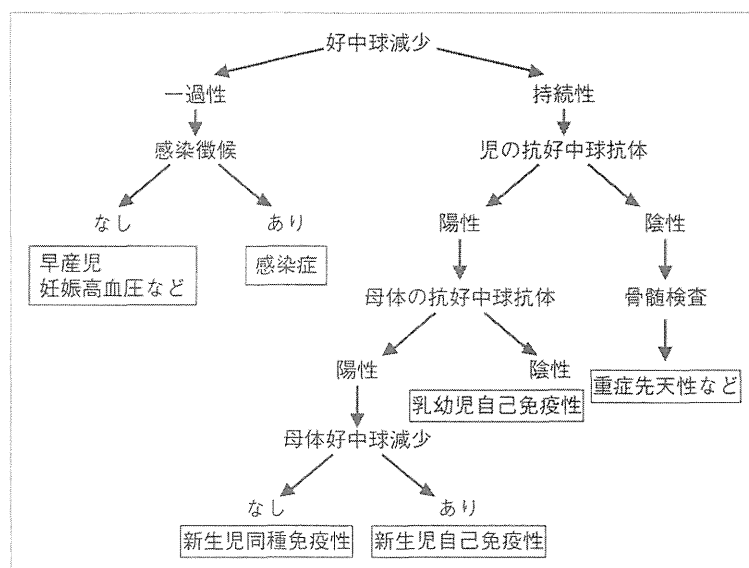 好中球減少
一過性
持続性
感染徴候
児の抗好中球抗体
なし
あり
陽性
陰性
早産児
妊娠高血圧など
感染症
母体の抗好中球抗体
骨髄検査
陽性
陰性
重症先天性など
乳幼児自己免疫性
母体好中球減少
なし
あり
新生児同種免疫性
新生児自己免疫性